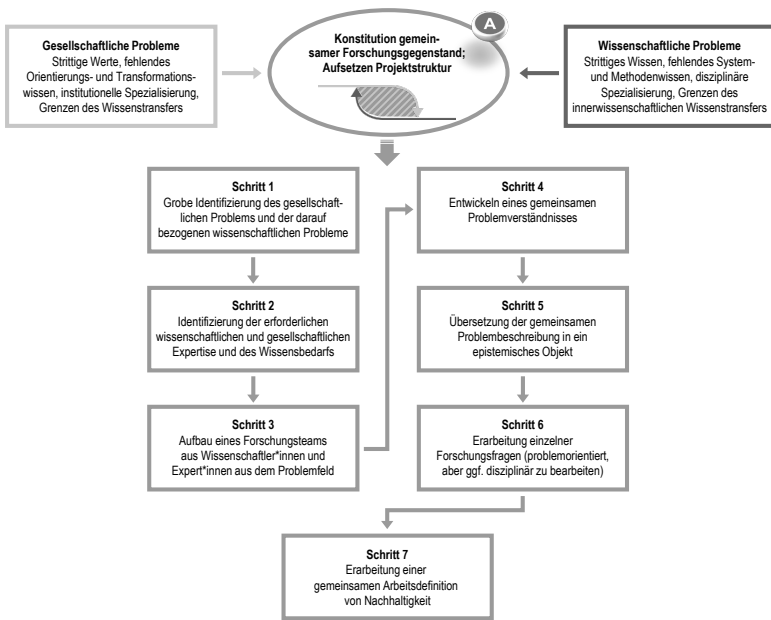 Gesellschaftliche Probleme
Strittige Werte, fehlendes
Orientierungs- und Transformations-
wissen, institutionelle Spezialisierung,
Grenzen des Wissenstransfers
A
Konstitution gemein-
samer Forschungsgegenstand;
Aufsetzen Projektstruktur
Wissenschaftliche Probleme
Strittiges Wissen, fehlendes System-
und Methodenwissen, disziplinäre
Spezialisierung, Grenzen des
innerwissenschaftlichen Wissenstransfers
Schritt 1
Grobe Identifizierung des gesellschaft-
lichen Problems und der darauf
bezogenen wissenschaftlichen Probleme
Schritt 2
Identifizierung der erforderlichen
wissenschaftlichen und gesellschaftlichen
Expertise und des Wissensbedarfs
Schritt 3
Aufbau eines Forschungsteams
aus Wissenschaftler*innen und
Expert*innen aus dem Problemfeld
Schritt 4
Entwickeln eines gemeinsamen
Problemverständnisses
Schritt 5
Übersetzung der gemeinsamen
Problembeschreibung in ein
epistemisches Objekt
Schritt 6
Erarbeitung einzelner
Forschungsfragen (problemorientiert,
aber ggf. disziplinär zu bearbeiten)
Schritt 7
Erarbeitung einer
gemeinsamen Arbeitsdefinition
von Nachhaltigkeit